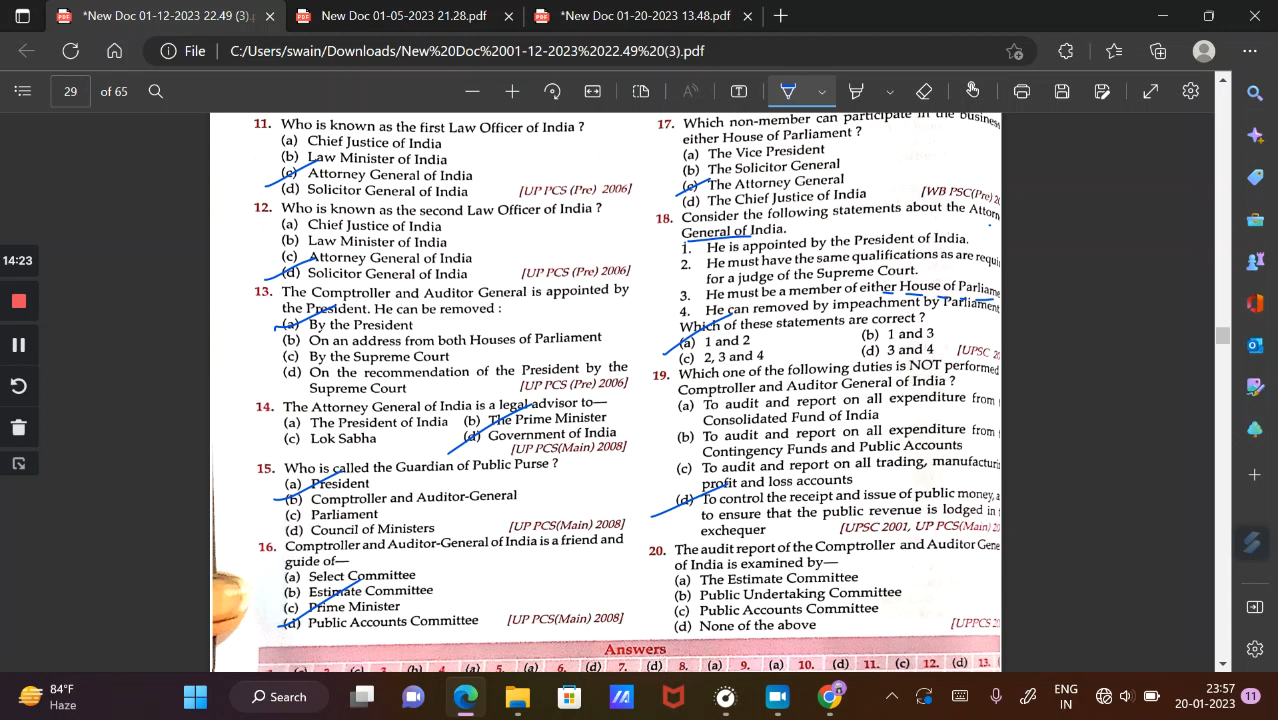 *New Doc 01-12-2023 22.49 (3).p
New Doc 01-05-2023 21.28.pdf
*New Doc 01-20-2023 13.48.pdf
File
C:/Users/swain/Downloads/New%20Doc%2001-12-2023%2022.49%20(3).pdf
29 of 65
14:23
11. Who is known as the first Law Officer of India ?
(a) Chief Justice of India
(b) Law Minister of India
(c) Attorney General of India
(d) Solicitor General of India [UP PCS (Pre) 2006]
12. Who is known as the second Law Officer of India ?
(a) Chief Justice of India
(b) Law Minister of India
(c) Attorney General of India
(d) Solicitor General of India [UP PCS (Pre) 2006]
13. The Comptroller and Auditor General is appointed by
the President. He can be removed :
(a) By the President
(b) On an address from both Houses of Parliament
(c) By the Supreme Court
(d) On the recommendation of the President by the
Supreme Court [UP PCS (Pre) 2006]
14. The Attorney General of India is a legal advisor to—
(a) The President of India (b) The Prime Minister
(c) Lok Sabha (d) Government of India
[UP PCS(Main) 2008]
15. Who is called the Guardian of Public Purse ?
(a) President
(b) Comptroller and Auditor-General
(c) Parliament
(d) Council of Ministers [UP PCS(Main) 2008]
16. Comptroller and Auditor-General of India is a friend and
guide of—
(a) Select Committee
(b) Estimate Committee
(c) Prime Minister
(d) Public Accounts Committee [UP PCS(Main) 2008]
17. Which non-member can participate in the business
either House of Parliament ?
(a) The Vice President
(b) The Solicitor General
(c) The Attorney General
(d) The Chief Justice of India [WB PSC(Pre) 20
18. Consider the following statements about the Attorn
General of India.
1. He is appointed by the President of India.
2. He must have the same qualifications as are requi
for a judge of the Supreme Court.
3. He must be a member of either House of Parliame
4. He can removed by impeachment by Parliament
Which of these statements are correct ?
(a) 1 and 2 (b) 1 and 3
(c) 2, 3 and 4 (d) 3 and 4 [UPSC 20
19. Which one of the following duties is NOT performed
Comptroller and Auditor General of India ?
(a) To audit and report on all expenditure from
Consolidated Fund of India
(b) To audit and report on all expenditure from
Contingency Funds and Public Accounts
(c) To audit and report on all trading, manufacturi
profit and loss accounts
(d) To control the receipt and issue of public money, a
to ensure that the public revenue is lodged in
exchequer [UPSC 2001, UP PCS(Main) 20
20. The audit report of the Comptroller and Auditor Gene
of India is examined by—
(a) The Estimate Committee
(b) Public Undertaking Committee
(c) Public Accounts Committee
(d) None of the above [UPPCS 20
Answers
(c) 4. (a) 5. (a) 6. (d) 7. (d) 8. (a) 9. (a) 10. (d) 11. (c) 12. (d) 13.
84°F
Haze
Search
ENG
IN
23:57
20-01-2023
11